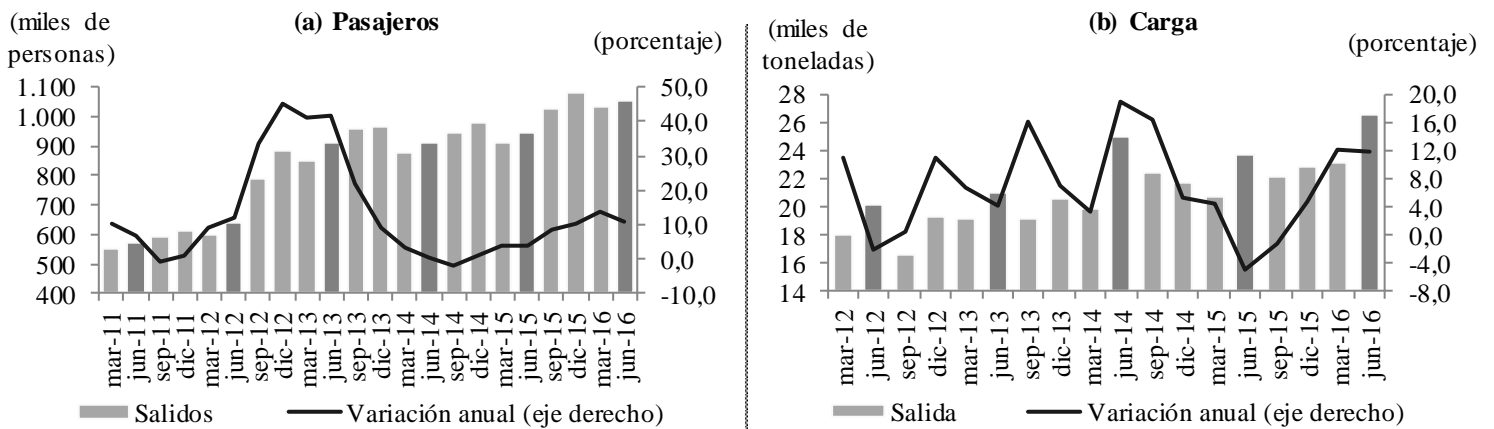 (a) Pasajeros
(miles de
personas)
(porcentaje)
1.100
1.000
900
800
700
600
500
400
50,0
40,0
30,0
20,0
10,0
0,0
-10,0
mar-11
jun-11
sep-11
dic-11
mar-12
jun-12
sep-12
dic-12
mar-13
jun-13
sep-13
dic-13
mar-14
jun-14
sep-14
dic-14
mar-15
jun-15
sep-15
dic-15
mar-16
jun-16
Salidos
Variación anual (eje derecho)
(b) Carga
(miles de
toneladas)
(porcentaje)
28
26
24
22
20
18
16
14
20,0
16,0
12,0
8,0
4,0
0,0
-4,0
-8,0
mar-12
jun-12
sep-12
dic-12
mar-13
jun-13
sep-13
dic-13
mar-14
jun-14
sep-14
dic-14
mar-15
jun-15
sep-15
dic-15
mar-16
jun-16
Salida
Variación anual (eje derecho)